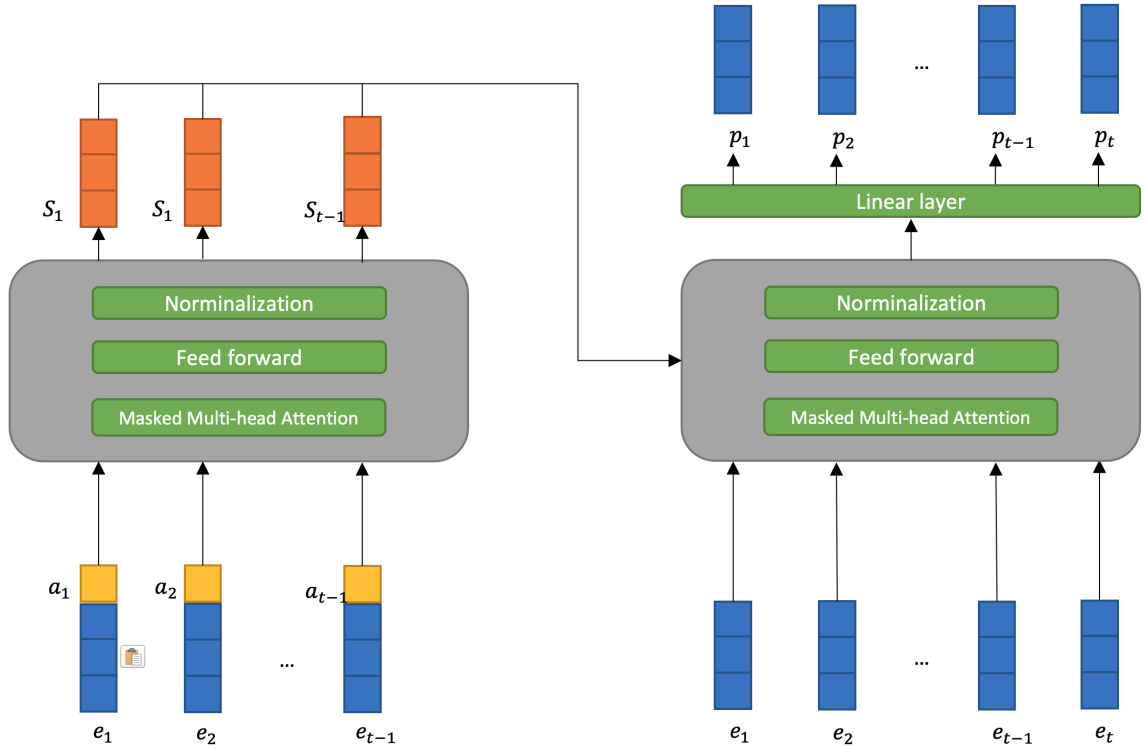 p₁ p₂ ... pₜ₋₁ pₜ
Linear layer
S₁ S₁ Sₜ₋₁
Norminalization
Feed forward
Masked Multi-head Attention
Norminalization
Feed forward
Masked Multi-head Attention
a₁ a₂ aₜ₋₁
...
e₁ e₂ eₜ₋₁
...
e₁ e₂ eₜ₋₁ eₜ